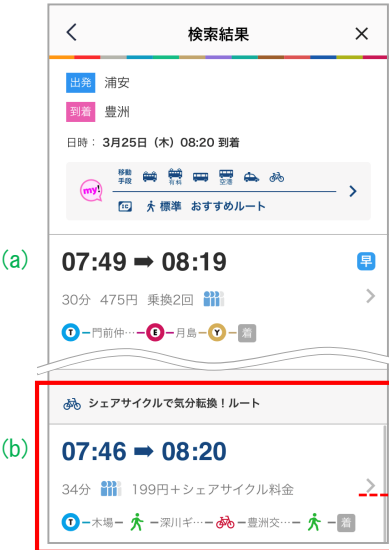 検索結果
出発 浦安
到着 豊洲
日時： 3月25日（木）08:20 到着
my! 移動手段 有料 空港
IC 標準 おすすめルート
(a) 07:49 ➡ 08:19 早
30分 475円 乗換2回
T 門前仲… E 月島 Y 着
シェアサイクルで気分転換！ルート
(b) 07:46 ➡ 08:20
34分 199円＋シェアサイクル料金
T 木場 深川ギ… 豊洲交… 着